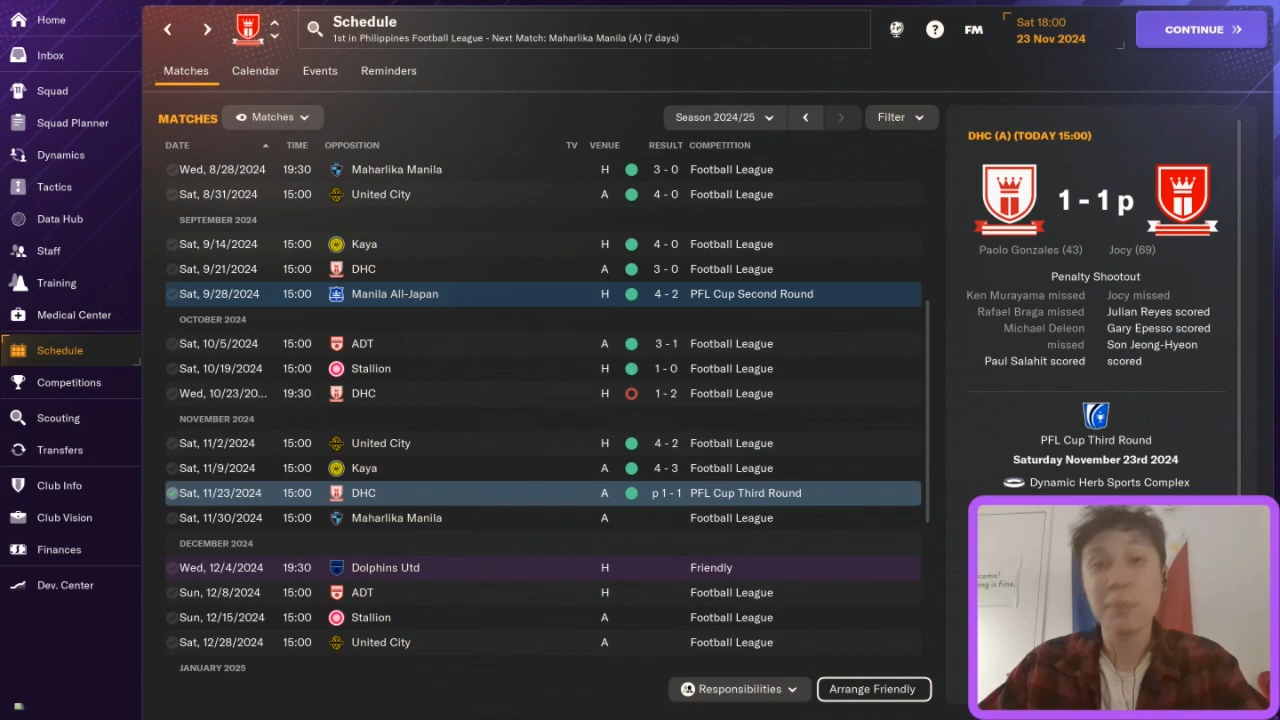 Home
Inbox
Squad
Squad Planner
Dynamics
Tactics
Data Hub
Staff
Training
Medical Center
Schedule
Competitions
Scouting
Transfers
Club Info
Club Vision
Finances
Dev. Center
Schedule
1st in Philippines Football League - Next Match: Maharlika Manila (A) (7 days)
? FM
Sat 18:00
23 Nov 2024
CONTINUE
Matches Calendar Events Reminders
MATCHES Matches Season 2024/25 Filter
DATE TIME OPPOSITION TV VENUE RESULT COMPETITION
Wed, 8/28/2024 19:30 Maharlika Manila H 3 - 0 Football League
Sat, 8/31/2024 15:00 United City A 4 - 0 Football League
SEPTEMBER 2024
Sat, 9/14/2024 15:00 Kaya H 4 - 0 Football League
Sat, 9/21/2024 15:00 DHC A 3 - 0 Football League
Sat, 9/28/2024 15:00 Manila All-Japan H 4 - 2 PFL Cup Second Round
OCTOBER 2024
Sat, 10/5/2024 15:00 ADT A 3 - 1 Football League
Sat, 10/19/2024 15:00 Stallion H 1 - 0 Football League
Wed, 10/23/20... 19:30 DHC H 1 - 2 Football League
NOVEMBER 2024
Sat, 11/2/2024 15:00 United City H 4 - 2 Football League
Sat, 11/9/2024 15:00 Kaya A 4 - 3 Football League
Sat, 11/23/2024 15:00 DHC A p 1 - 1 PFL Cup Third Round
Sat, 11/30/2024 15:00 Maharlika Manila A Football League
DECEMBER 2024
Wed, 12/4/2024 19:30 Dolphins Utd H Friendly
Sun, 12/8/2024 15:00 ADT H Football League
Sun, 12/15/2024 15:00 Stallion A Football League
Sat, 12/28/2024 15:00 United City A Football League
JANUARY 2025
Responsibilities Arrange Friendly
DHC (A) (TODAY 15:00)
1 - 1 p
Paolo Gonzales (43) Jocy (69)
Penalty Shootout
Ken Murayama missed Jocy missed
Rafael Braga missed Julian Reyes scored
Michael Deleon Gary Epesso scored
missed Son Jeong-Hyeon
Paul Salahit scored scored
PFL Cup Third Round
Saturday November 23rd 2024
Dynamic Herb Sports Complex